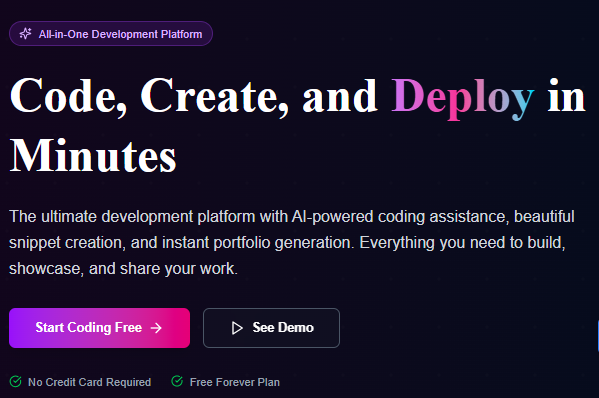 All-in-One Development Platform
Code, Create, and Deploy in
Minutes
The ultimate development platform with AI-powered coding assistance, beautiful
snippet creation, and instant portfolio generation. Everything you need to build,
showcase, and share your work.
Start Coding Free →
See Demo
No Credit Card Required
Free Forever Plan